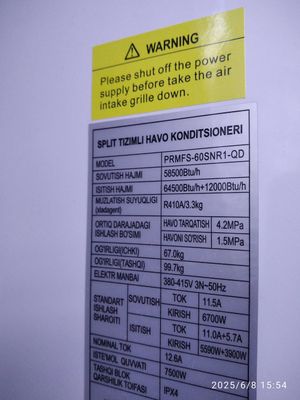 WARNING
Please shut off the power
supply before take the air
intake grille down.
SPLIT TIZIMLI HAVO KONDITSIONERI
MODEL PRMFS-60SNR1-QD
SOVUTISH HAJMI 58500Btu/h
ISITISH HAJMI 64500Btu/h+12000Btu/h
MUZLATISH SUYUQLIGI
(xladagent) R410A/3.3kg
ORTIQ DARAJADAGI HAVO TARQATISH 4.2MPa
ISHLASH BO'SIMI HAVONI SO'RISH 1.5MPa
OG'IRLIGI(ICHKI) 67.0kg
OG'IRLIGI(TASHQI) 99.7kg
ELEKTR MANBAI 380-415V 3N~50Hz
STANDART ISHLASH SHAROITI SOVUTISH TOK 11.5A
KIRISH 6700W
ISITISH TOK 11.0A+5.7A
KIRISH 5590W+3900W
NOMINAL TOK 12.6A
ISTE'MOL QUVVATI 7500W
TASHQI BLOK
QARSHILIK TOIFASI IPX4
2025/6/8 15:54